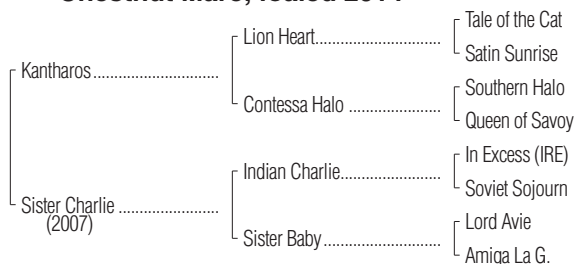 Chestnut Mare, foaled
Tale of the Cat
Lion Heart
Satin Sunrise
Kantharos
Southern Halo
Contessa Halo
Queen of Savoy
In Excess (IRE)
Indian Charlie
Soviet Sojourn
Sister Charlie
(2007)
Lord Avie
Sister Baby
Amiga La G.